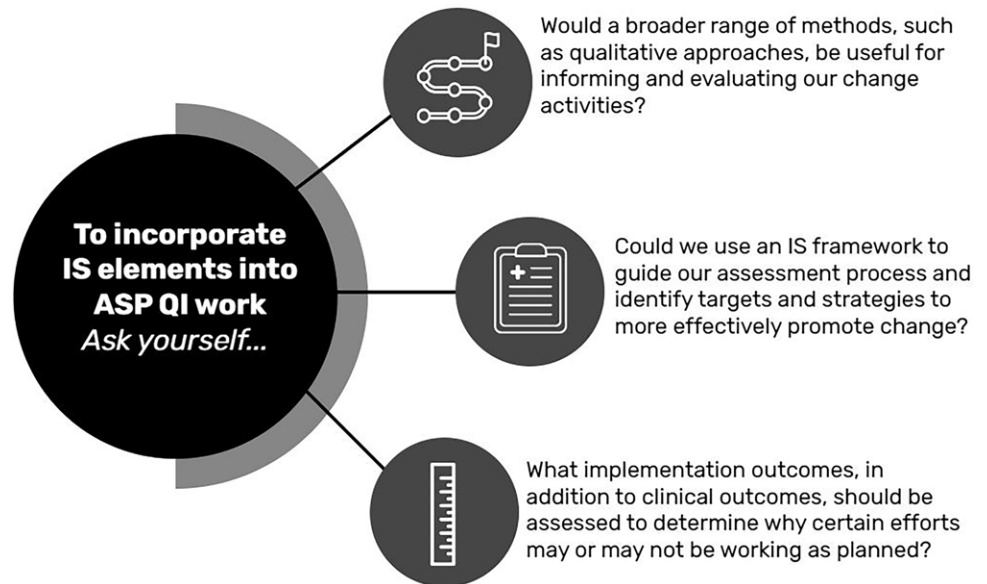 To incorporate
IS elements into
ASP QI work
Ask yourself...
Would a broader range of methods, such
as qualitative approaches, be useful for
informing and evaluating our change
activities?
Could we use an IS framework to
guide our assessment process and
identify targets and strategies to
more effectively promote change?
What implementation outcomes, in
addition to clinical outcomes, should be
assessed to determine why certain efforts
may or may not be working as planned?